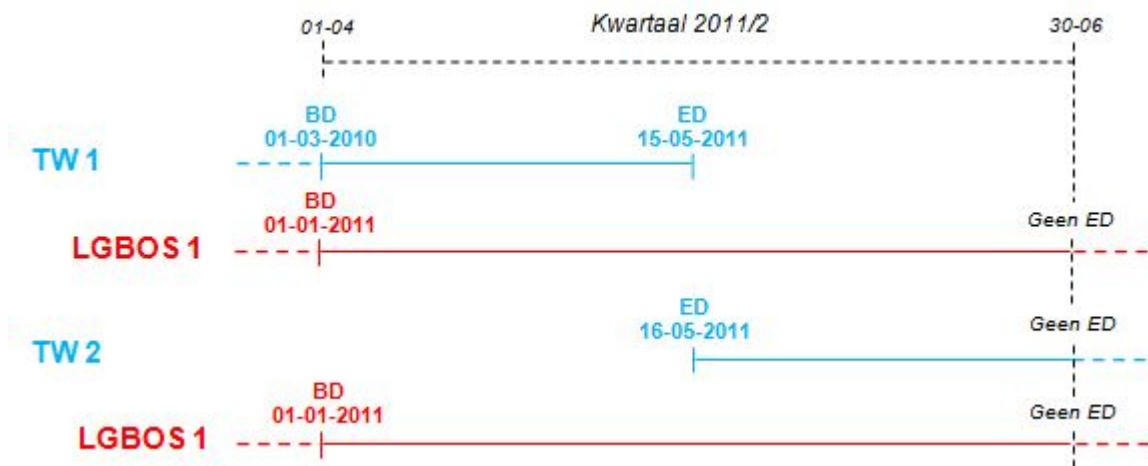 01-04 Kwartaal 2011/2 30-06
BD ED
01-03-2010 15-05-2011
TW 1
BD
01-01-2011 Geen ED
LGBOS 1
ED
16-05-2011 Geen ED
TW 2
BD
01-01-2011 Geen ED
LGBOS 1